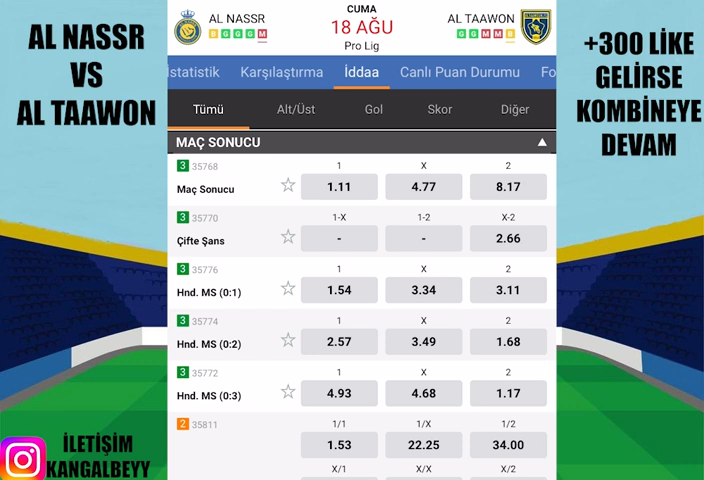 AL NASSR
VS
AL TAAWON
+300 LİKE
GELİRSE
KOMBİNEYE
DEVAM
AL NASSR
B G G G M
CUMA
18 AĞU
Pro Lig
AL TAAWON
G G M M B
İstatistik Karşılaştırma İddaa Canlı Puan Durumu Fo
Tümü Alt/Üst Gol Skor Diğer
MAÇ SONUCU
3 35768 1 X 2
Maç Sonucu 1.11 4.77 8.17
3 35770 1-X 1-2 X-2
Çifte Şans - - 2.66
3 35776 1 X 2
Hnd. MS (0:1) 1.54 3.34 3.11
3 35774 1 X 2
Hnd. MS (0:2) 2.57 3.49 1.68
3 35772 1 X 2
Hnd. MS (0:3) 4.93 4.68 1.17
2 35811 1/1 1/X 1/2
1.53 22.25 34.00
X/1 X/X X/2
İLETİŞİM
KANGALBEYY